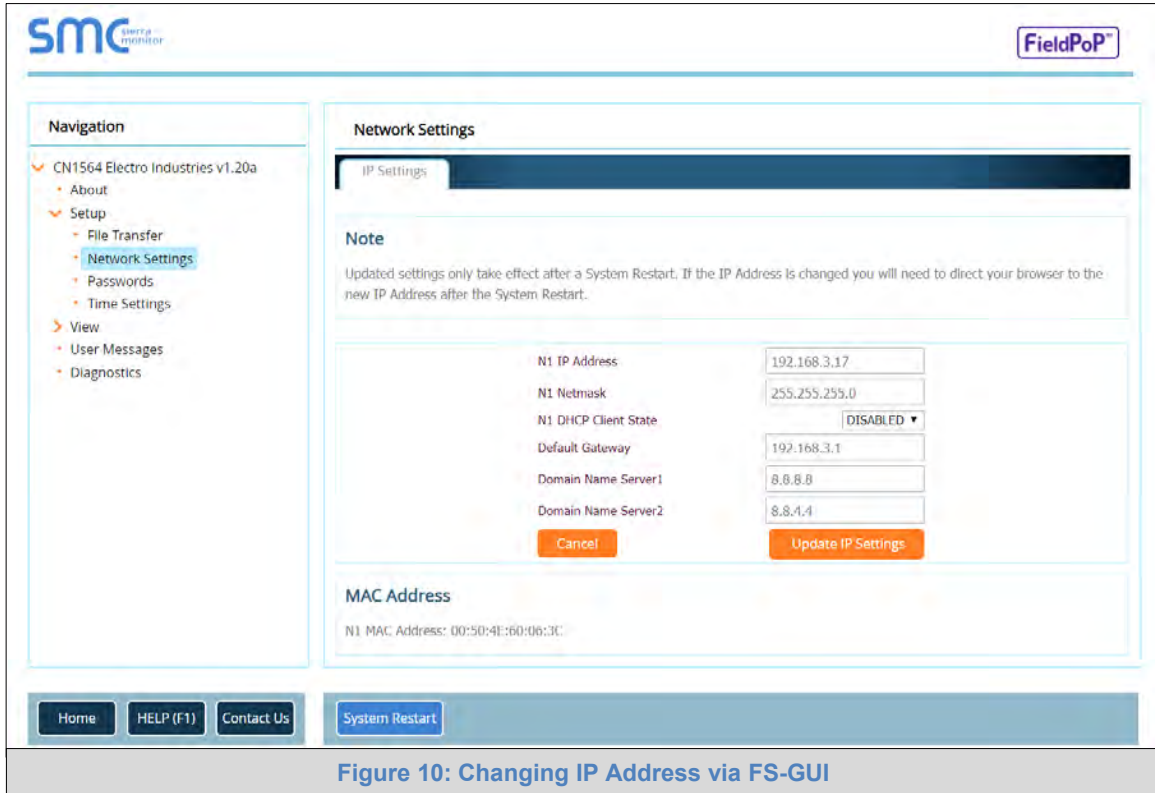 smc sierra monitor
FieldPoP™
Navigation
CN1564 Electro Industries v1.20a
About
Setup
File Transfer
Network Settings
Passwords
Time Settings
View
User Messages
Diagnostics
Network Settings
IP Settings
Note
Updated settings only take effect after a System Restart. If the IP Address is changed you will need to direct your browser to the
new IP Address after the System Restart.
N1 IP Address 192.168.3.17
N1 Netmask 255.255.255.0
N1 DHCP Client State DISABLED
Default Gateway 192.168.3.1
Domain Name Server1 8.8.8.8
Domain Name Server2 8.8.4.4
Cancel Update IP Settings
MAC Address
N1 MAC Address: 00:50:4E:60:06:3C
Home HELP (F1) Contact Us System Restart
Figure 10: Changing IP Address via FS-GUI